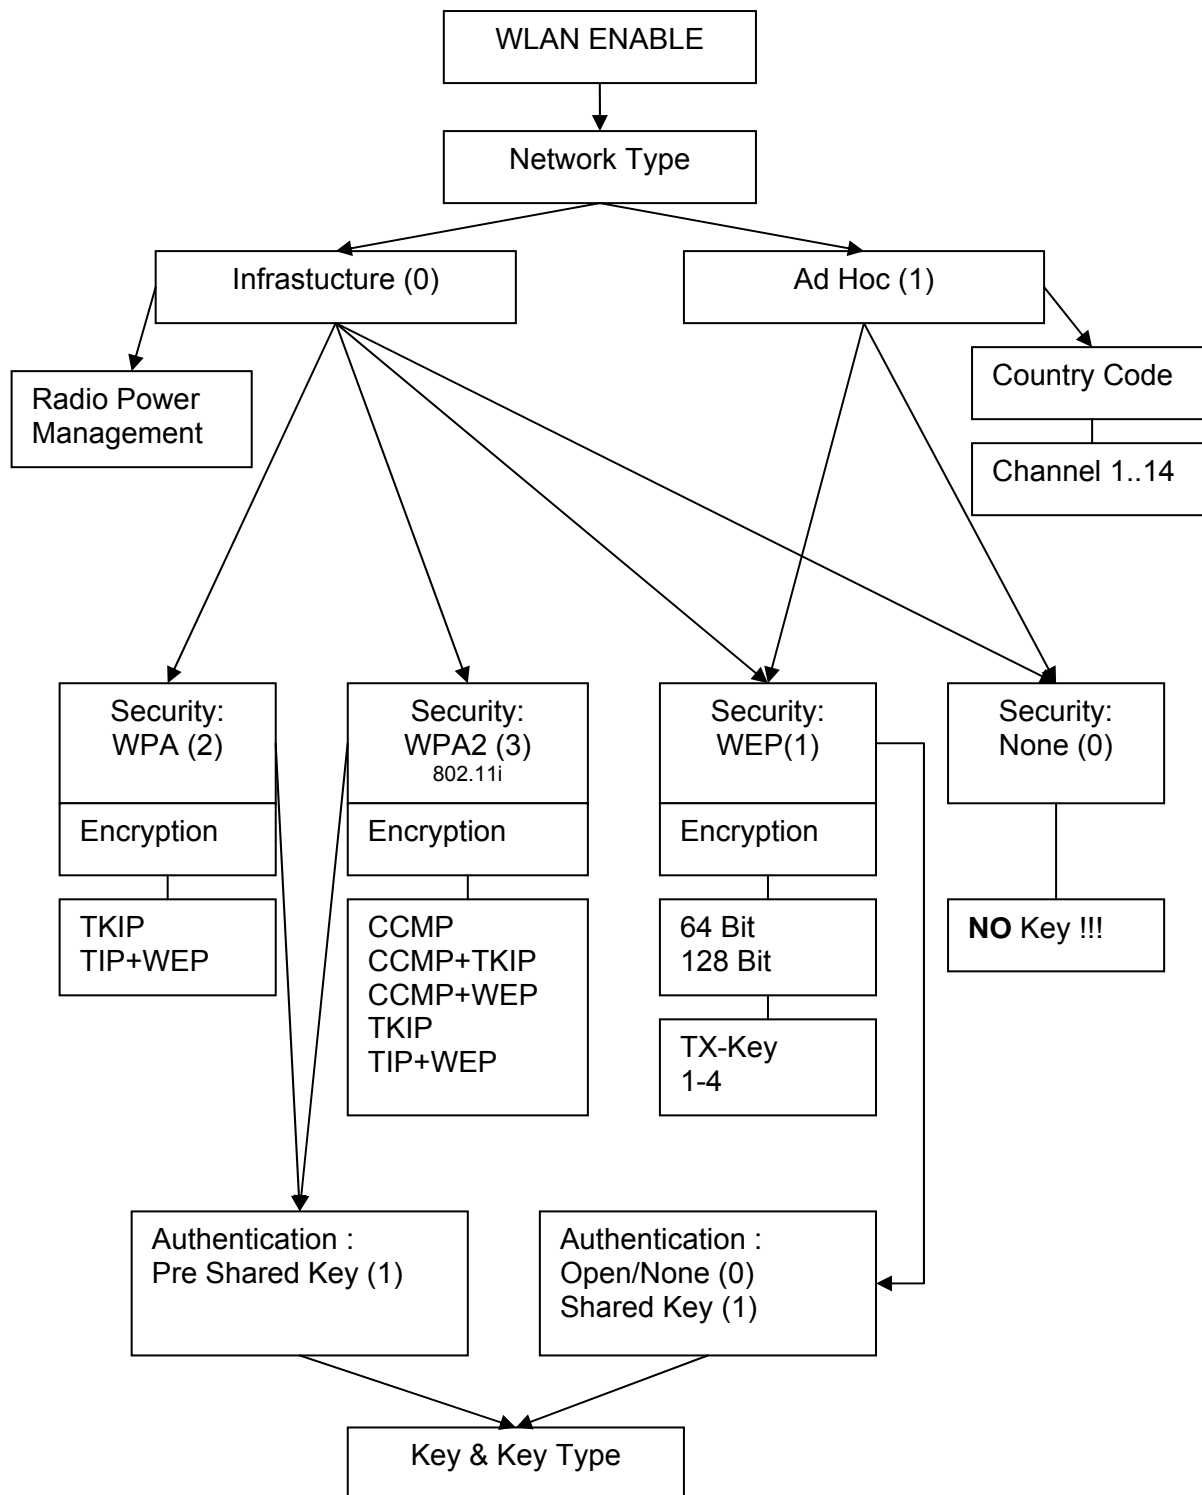 WLAN ENABLE
Network Type
Infrastucture (0)
Ad Hoc (1)
Radio Power
Management
Country Code
Channel 1..14
Security:
WPA (2)
Encryption
TKIP
TIP+WEP
Security:
WPA2 (3)
802.11i
Encryption
CCMP
CCMP+TKIP
CCMP+WEP
TKIP
TIP+WEP
Security:
WEP(1)
Encryption
64 Bit
128 Bit
TX-Key
1-4
Security:
None (0)
NO Key !!!
Authentication :
Pre Shared Key (1)
Authentication :
Open/None (0)
Shared Key (1)
Key & Key Type